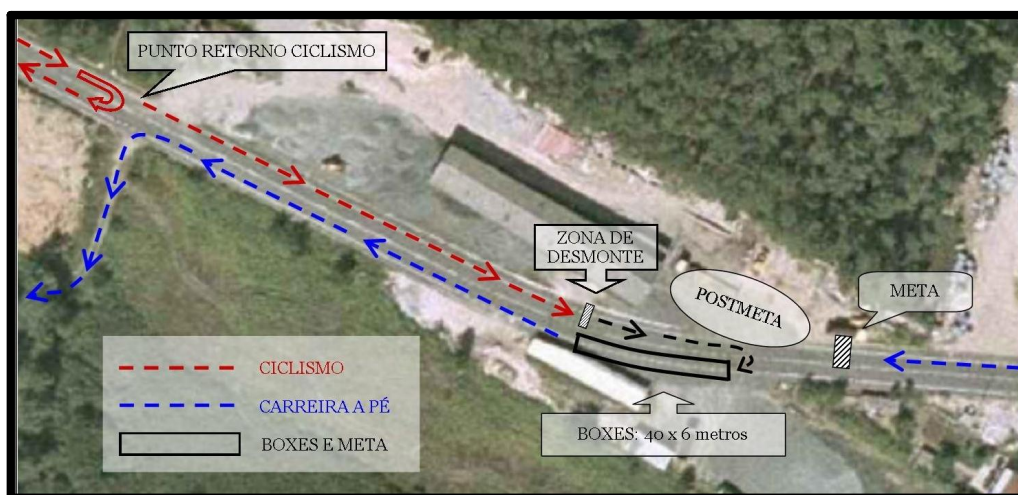 PUNTO RETORNO CICLISMO
ZONA DE
DESMONTE
POSTMETA
META
CICLISMO
CARREIRA A PÉ
BOXES E META
BOXES: 40 x 6 metros